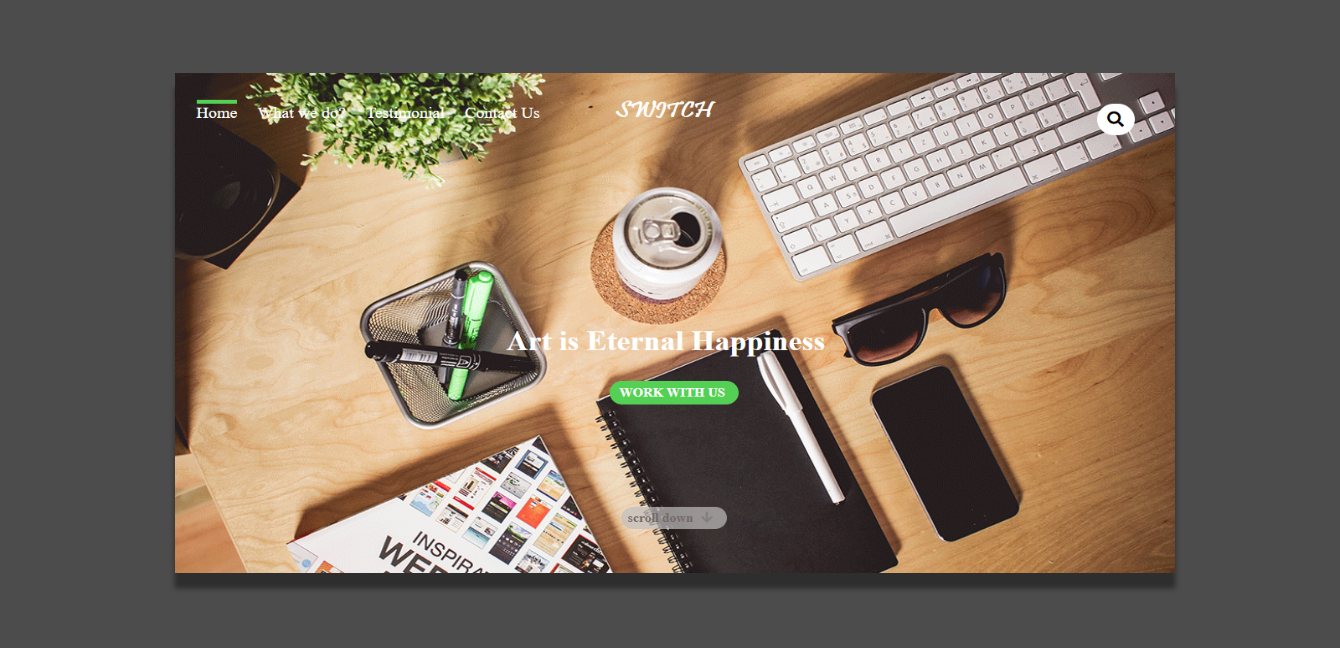 Home What we do? Testimonial Contact Us
SWITCH
Art is Eternal Happiness
WORK WITH US
scroll down
INSPIRA
WEB